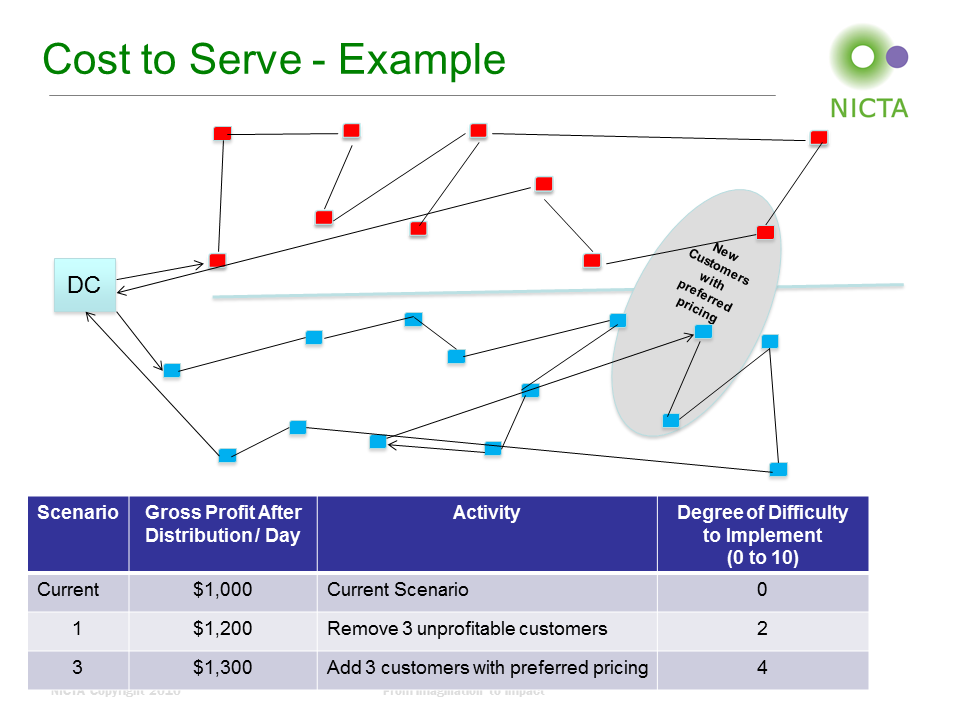 Cost to Serve - Example
NICTA
New
Customers
with
preferred
pricing
DC
Scenario
Gross Profit After
Distribution / Day
Activity
Degree of Difficulty
to Implement
(0 to 10)
Current
$1,000
Current Scenario
0
1
$1,200
Remove 3 unprofitable customers
2
3
$1,300
Add 3 customers with preferred pricing
4
NICTA Copyright 2010
From imagination to impact